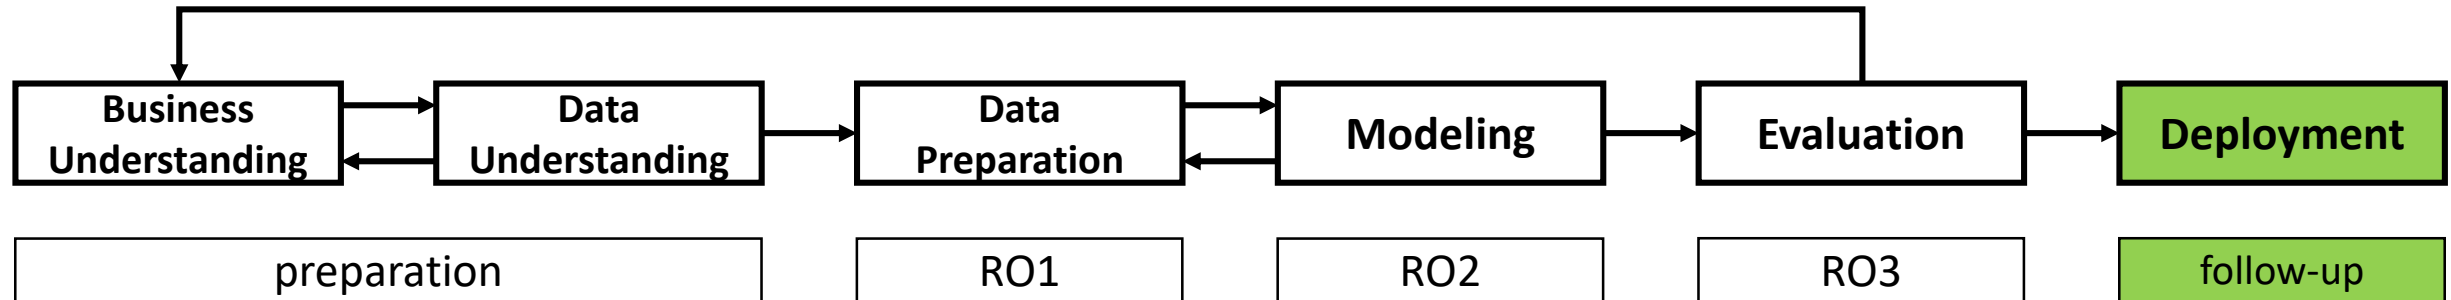 Business
Understanding
Data
Understanding
Data
Preparation
Modeling
Evaluation
Deployment
preparation
RO1
RO2
RO3
follow-up